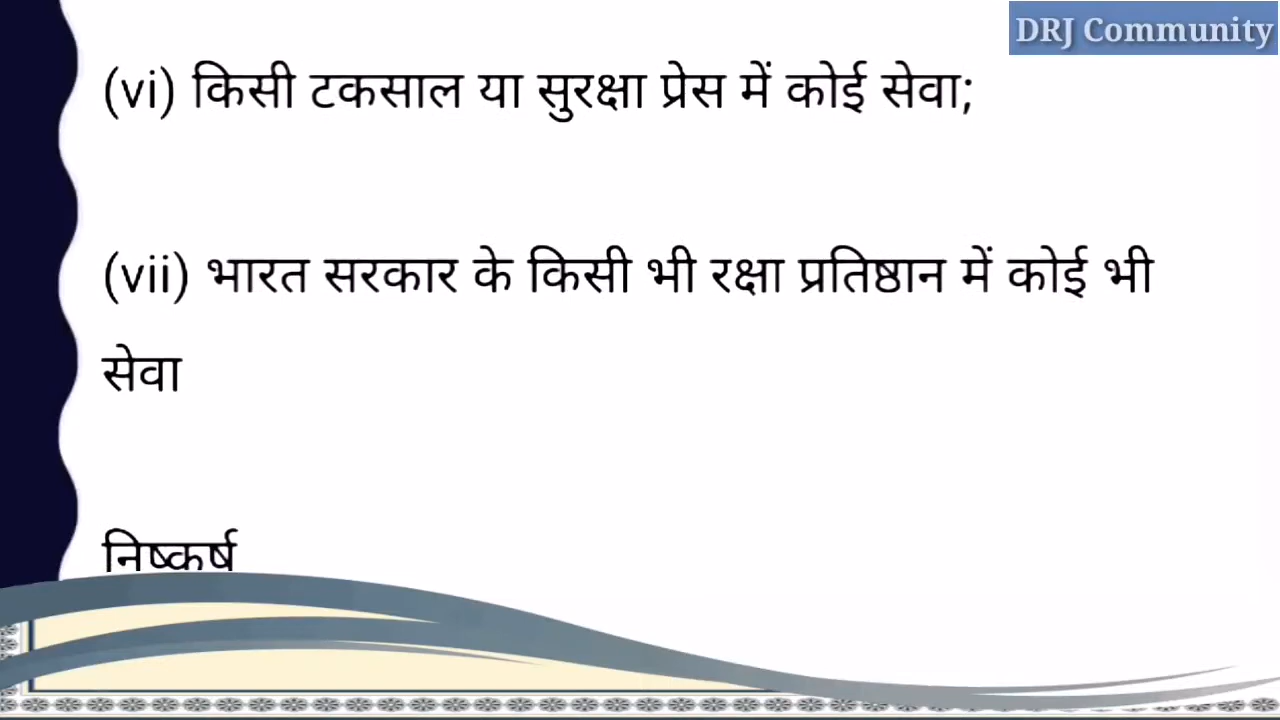 DRJ Community
(vi) किसी टकसाल या सुरक्षा प्रेस में कोई सेवा;
(vii) भारत सरकार के किसी भी रक्षा प्रतिष्ठान में कोई भी
सेवा
निष्कर्ष